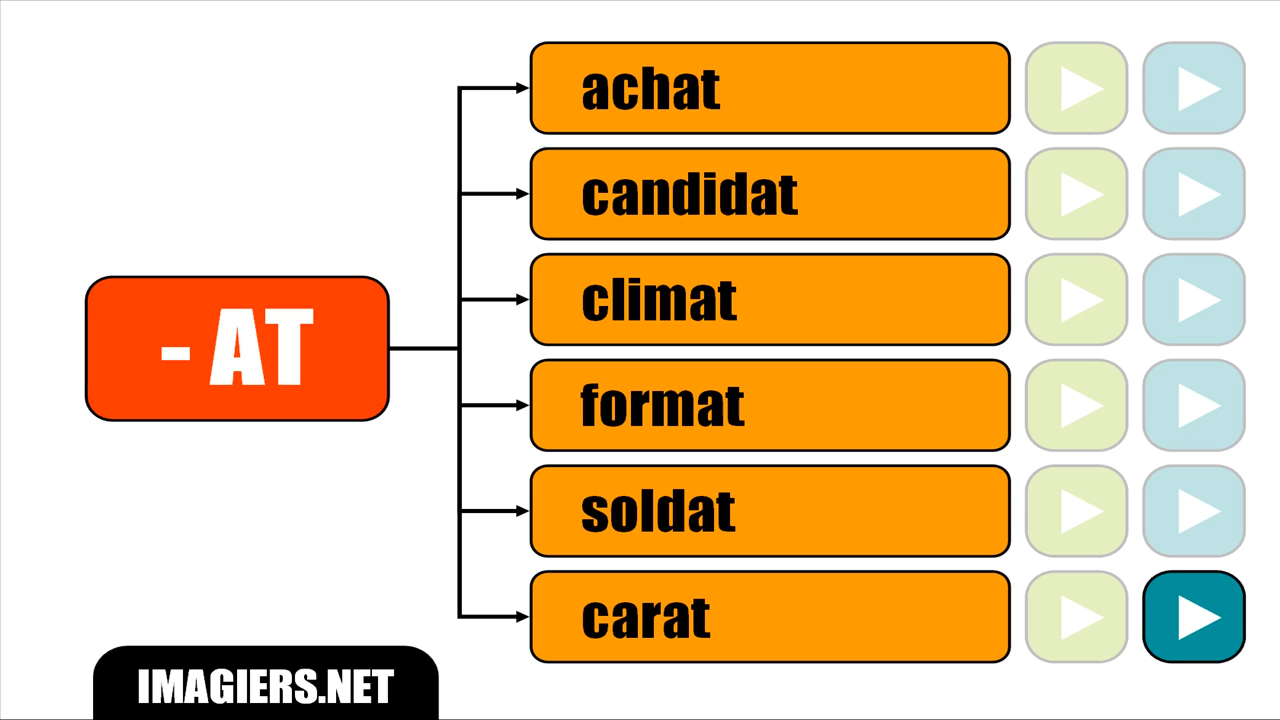 - AT
achat
candidat
climat
format
soldat
carat
IMAGIERS.NET